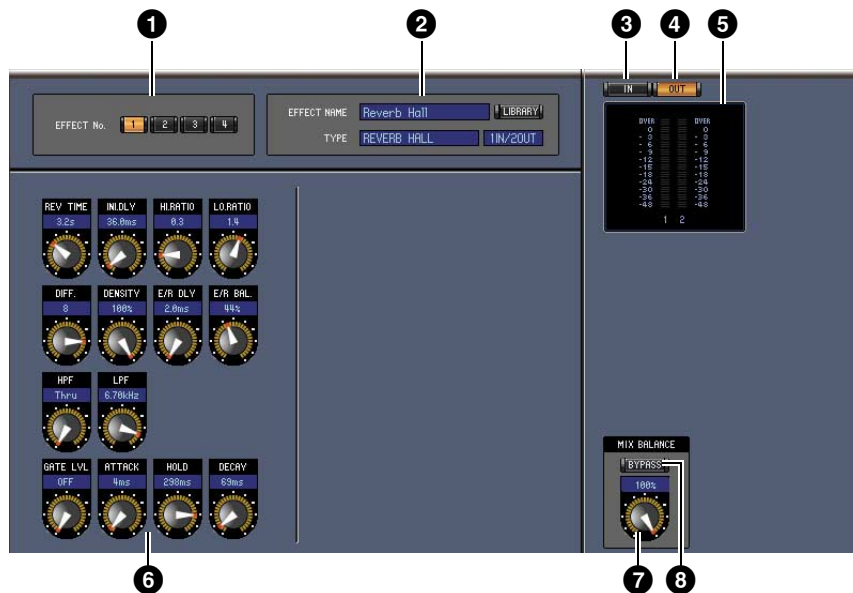 1 2 3 4 5
IN OUT
EFFECT No. 1 2 3 4
EFFECT NAME Reverb Hall LIBRARY
TYPE REVERB HALL 1IN/2OUT
OVER OVER
0 0
- 3 - 3
- 6 - 6
- 9 - 9
-12 -12
-15 -15
-18 -18
-24 -24
-30 -30
-36 -36
-48 -48
1 2
REV TIME INI.DLY HI.RATIO LO.RATIO
3.2s 36.0ms 0.3 1.4
DIFF. DENSITY E/R DLY E/R BAL.
8 100% 2.0ms 44%
HPF LPF
Thru 6.70kHz
GATE LVL ATTACK HOLD DECAY
OFF 4ms 298ms 69ms
MIX BALANCE
BYPASS
100%
6 7 8